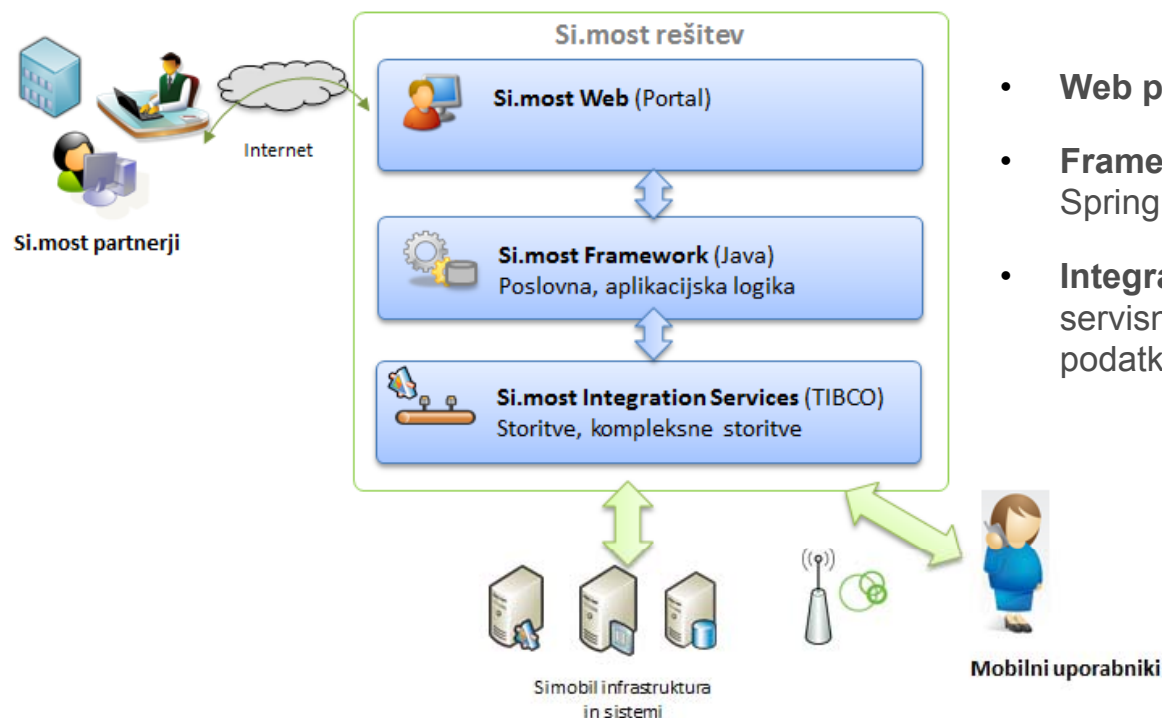 Si.most rešitev
Si.most Web (Portal)
Internet
Si.most partnerji
Si.most Framework (Java)
Poslovna, aplikacijska logika
Si.most Integration Services (TIBCO)
Storitve, kompleksne storitve
Simobil infrastruktura
in sistemi
Mobilni uporabniki
• Web p
• Frame
Spring
• Integra
servisn
podatk